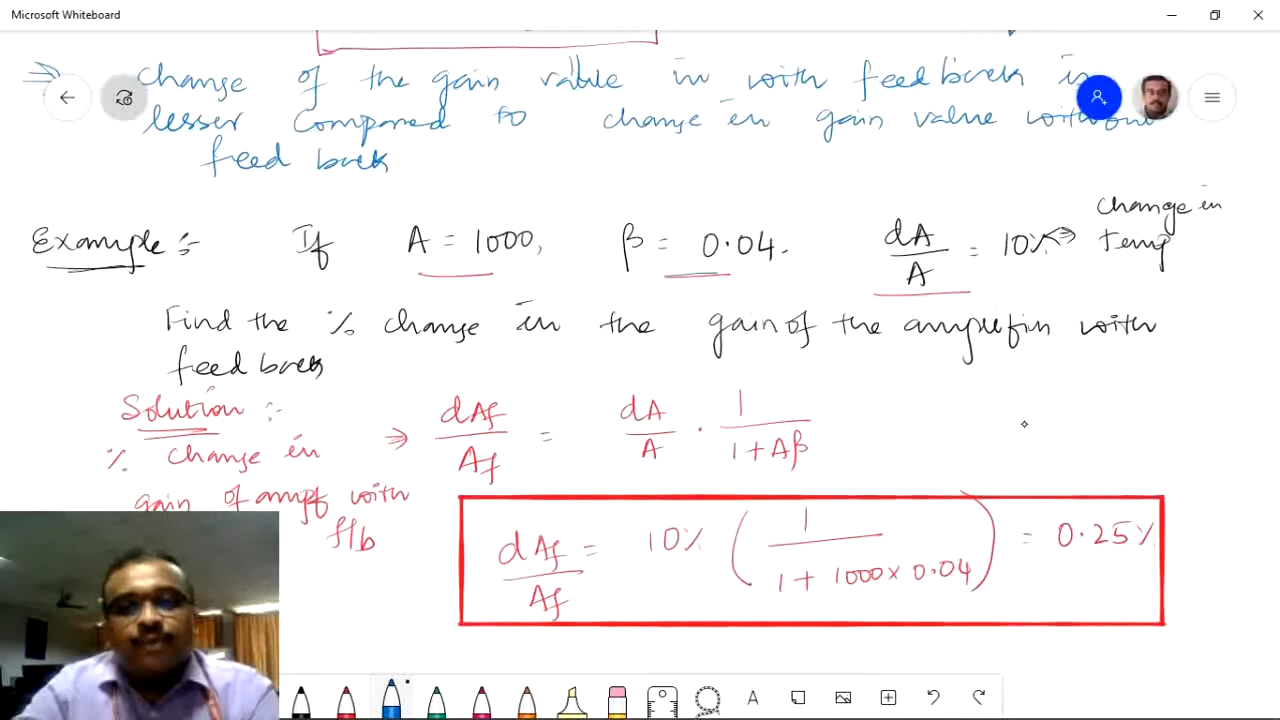 Microsoft Whiteboard
⇒ change of the gain value in with feedback is
lesser compared to change in gain value without
feed back
Example :- If A = 1000, β = 0.04. dA/A = 10% ⇔ change in temp
Find the % change in the gain of the amplifier with
feed back
Solution :-
% change in gain of ampf with f/b ⇒ dAf/Af = dA/A · 1/(1+Aβ)
dAf/Af = 10% (1/(1+1000×0.04)) = 0.25%
A